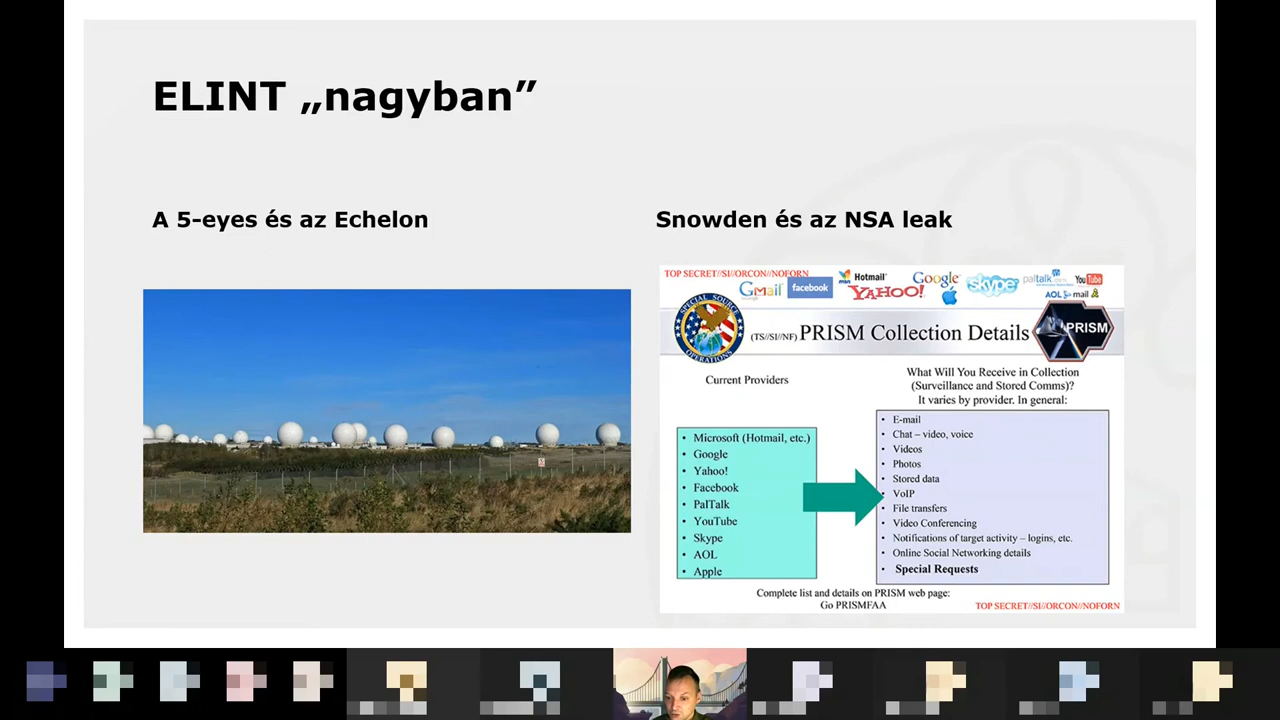 ELINT „nagyban”
A 5-eyes és az Echelon
Snowden és az NSA leak
TOP SECRET//SI//ORCON//NOFORN
Gmail
facebook
msn Hotmail
YAHOO!
Google
skype
paltalk
YouTube
AOL mail
SPECIAL SOURCE OPERATIONS
(TS//SI//NF) PRISM Collection Details
PRISM
Current Providers
• Microsoft (Hotmail, etc.)
• Google
• Yahoo!
• Facebook
• PalTalk
• YouTube
• Skype
• AOL
• Apple
What Will You Receive in Collection
(Surveillance and Stored Comms)?
It varies by provider. In general:
• E-mail
• Chat – video, voice
• Videos
• Photos
• Stored data
• VoIP
• File transfers
• Video Conferencing
• Notifications of target activity – logins, etc.
• Online Social Networking details
• Special Requests
Complete list and details on PRISM web page:
Go PRISMFAA
TOP SECRET//SI//ORCON//NOFORN